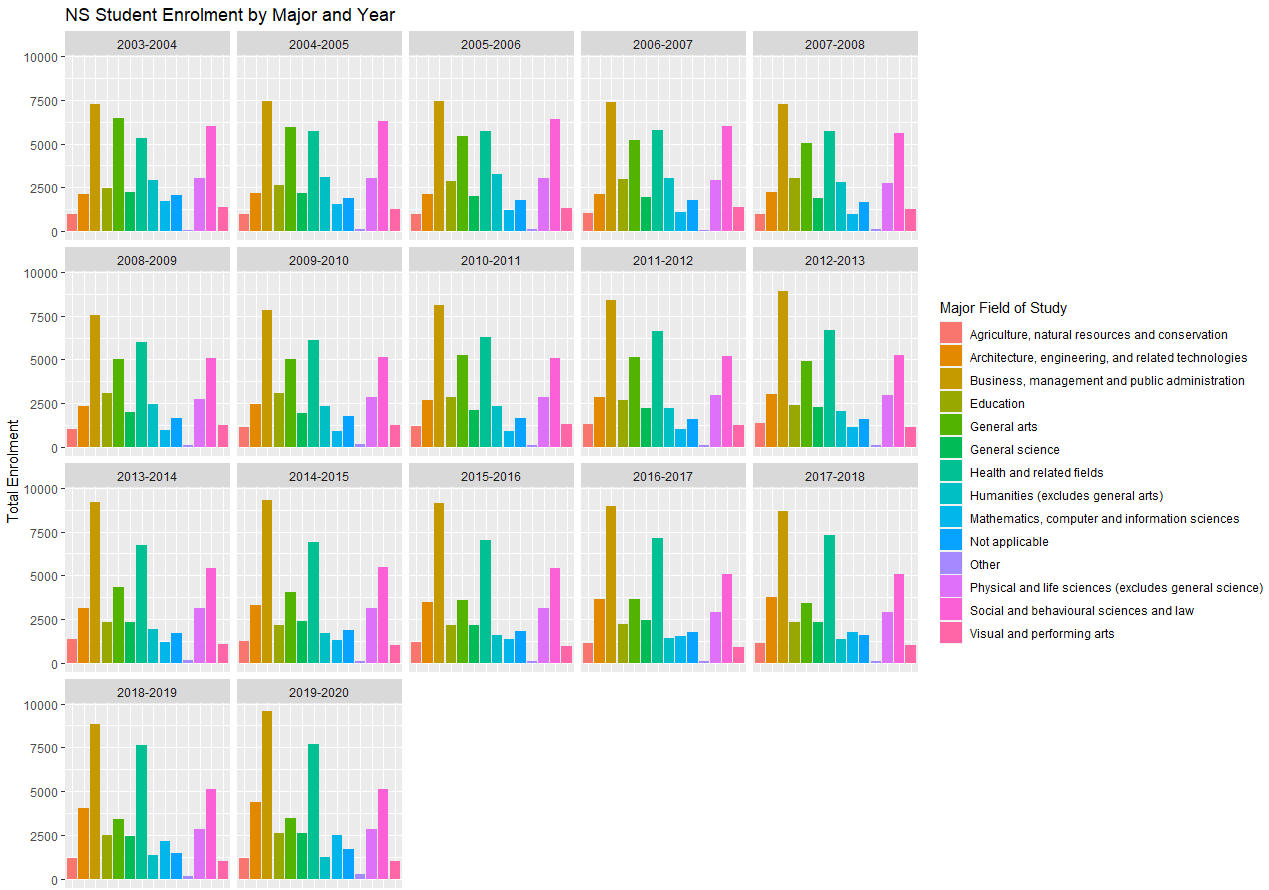 NS Student Enrolment by Major and Year
2003-2004 2004-2005 2005-2006 2006-2007 2007-2008
10000
7500
5000
2500
0
2008-2009 2009-2010 2010-2011 2011-2012 2012-2013
10000
7500
5000
2500
0
2013-2014 2014-2015 2015-2016 2016-2017 2017-2018
10000
7500
5000
2500
0
2018-2019 2019-2020
10000
7500
5000
2500
0
Total Enrolment
Major Field of Study
Agriculture, natural resources and conservation
Architecture, engineering, and related technologies
Business, management and public administration
Education
General arts
General science
Health and related fields
Humanities (excludes general arts)
Mathematics, computer and information sciences
Not applicable
Other
Physical and life sciences (excludes general science)
Social and behavioural sciences and law
Visual and performing arts